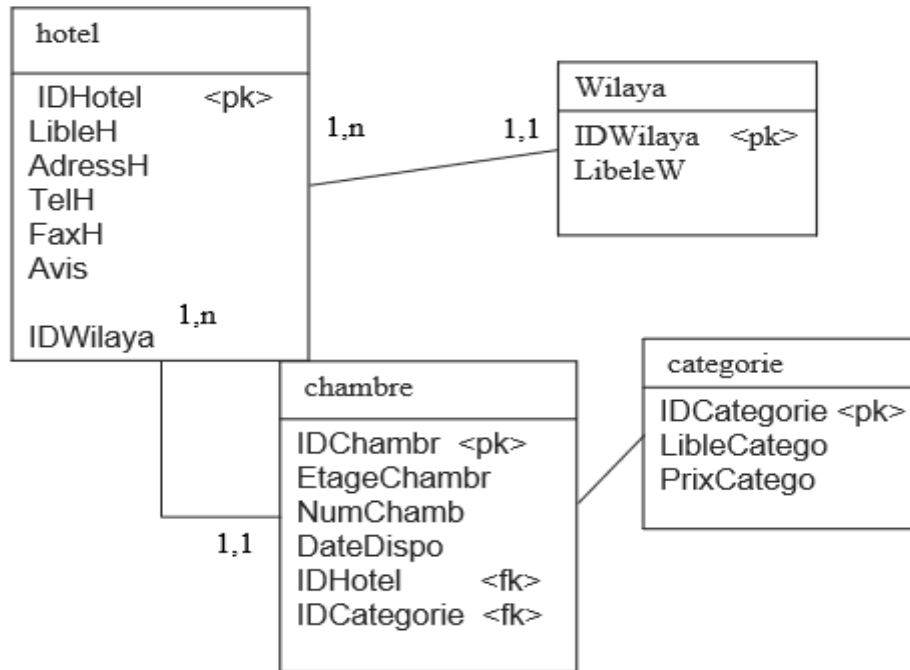 hotel
IDHotel <pk>
LibleH
AdressH
TelH
FaxH
Avis
IDWilaya
1,n
1,1
Wilaya
IDWilaya <pk>
LibeleW
1,n
1,1
chambre
IDChambr <pk>
EtageChambr
NumChamb
DateDispo
IDHotel <fk>
IDCategorie <fk>
categorie
IDCategorie <pk>
LibleCatego
PrixCatego